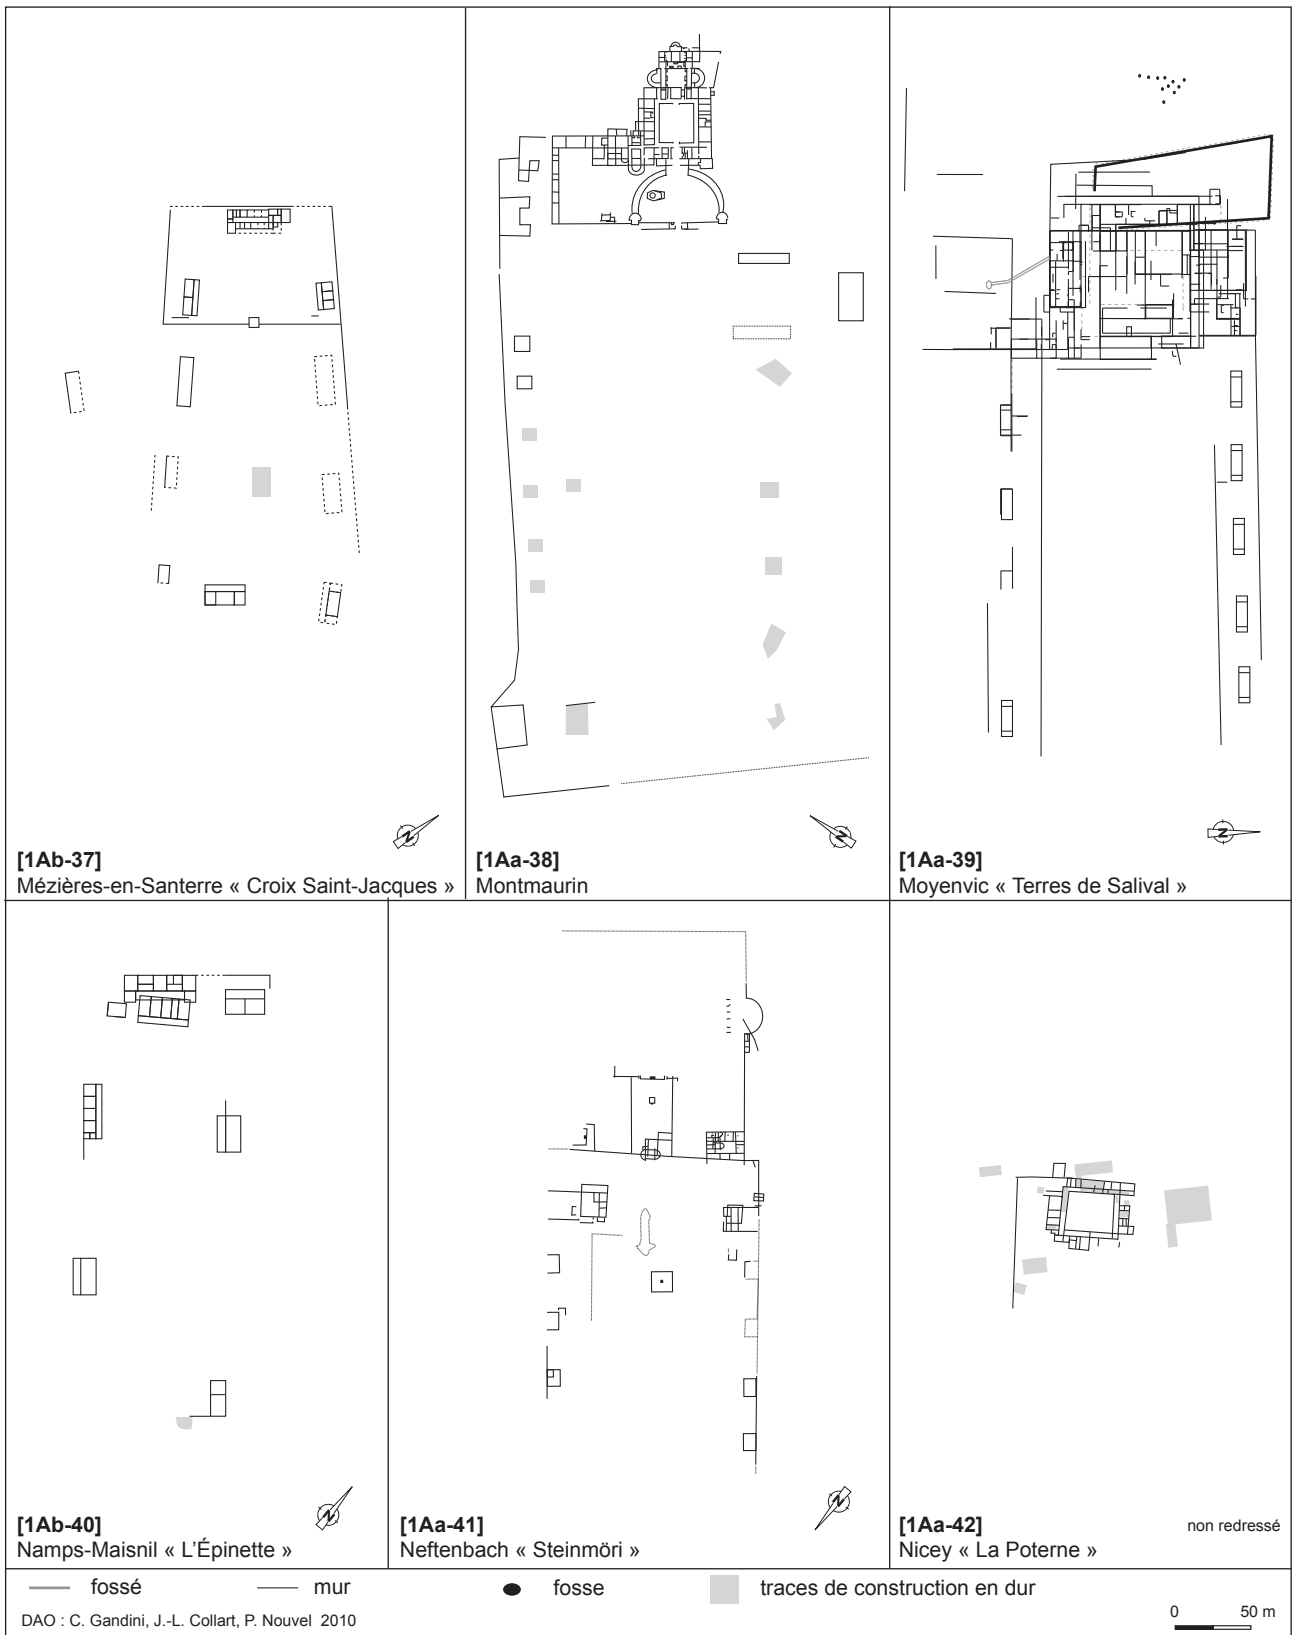 [1Ab-37]
Mézières-en-Santerre « Croix Saint-Jacques »
N
[1Aa-38]
Montmaurin
N
[1Aa-39]
Moyenvic « Terres de Salival »
N
[1Ab-40]
Namps-Maisnil « L'Épinette »
N
[1Aa-41]
Neftenbach « Steinmöri »
N
[1Aa-42]
Nicey « La Poterne »
non redressé
fossé mur fosse traces de construction en dur
DAO : C. Gandini, J.-L. Collart, P. Nouvel 2010
0 50 m